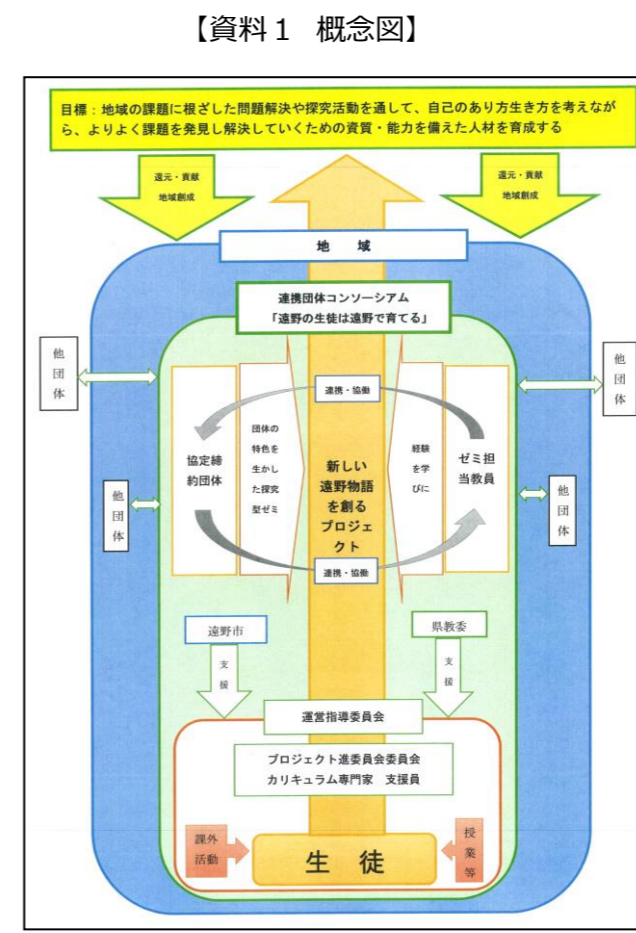 【資料1 概念図】
目標：地域の課題に根ざした問題解決や探究活動を通して、自己のあり方生き方を考えなが
ら、よりよく課題を発見し解決していくための資質・能力を備えた人材を育成する
還元・貢献
地域創成
還元・貢献
地域創成
地 域
連携団体コンソーシアム
「遠野の生徒は遠野で育てる」
他団体
他団体
他団体
他団体
連携・協働
協定締
約団体
団体の
特色を
生かし
た探究
型ゼミ
新しい
遠野物語
を創る
プロジェ
クト
経験
を学
びに
ゼミ担
当教員
連携・協働
遠野市
県教委
支援
支援
運営指導委員会
プロジェクト進委員会委員会
カリキュラム専門家 支援員
課外
活動
生 徒
授業等